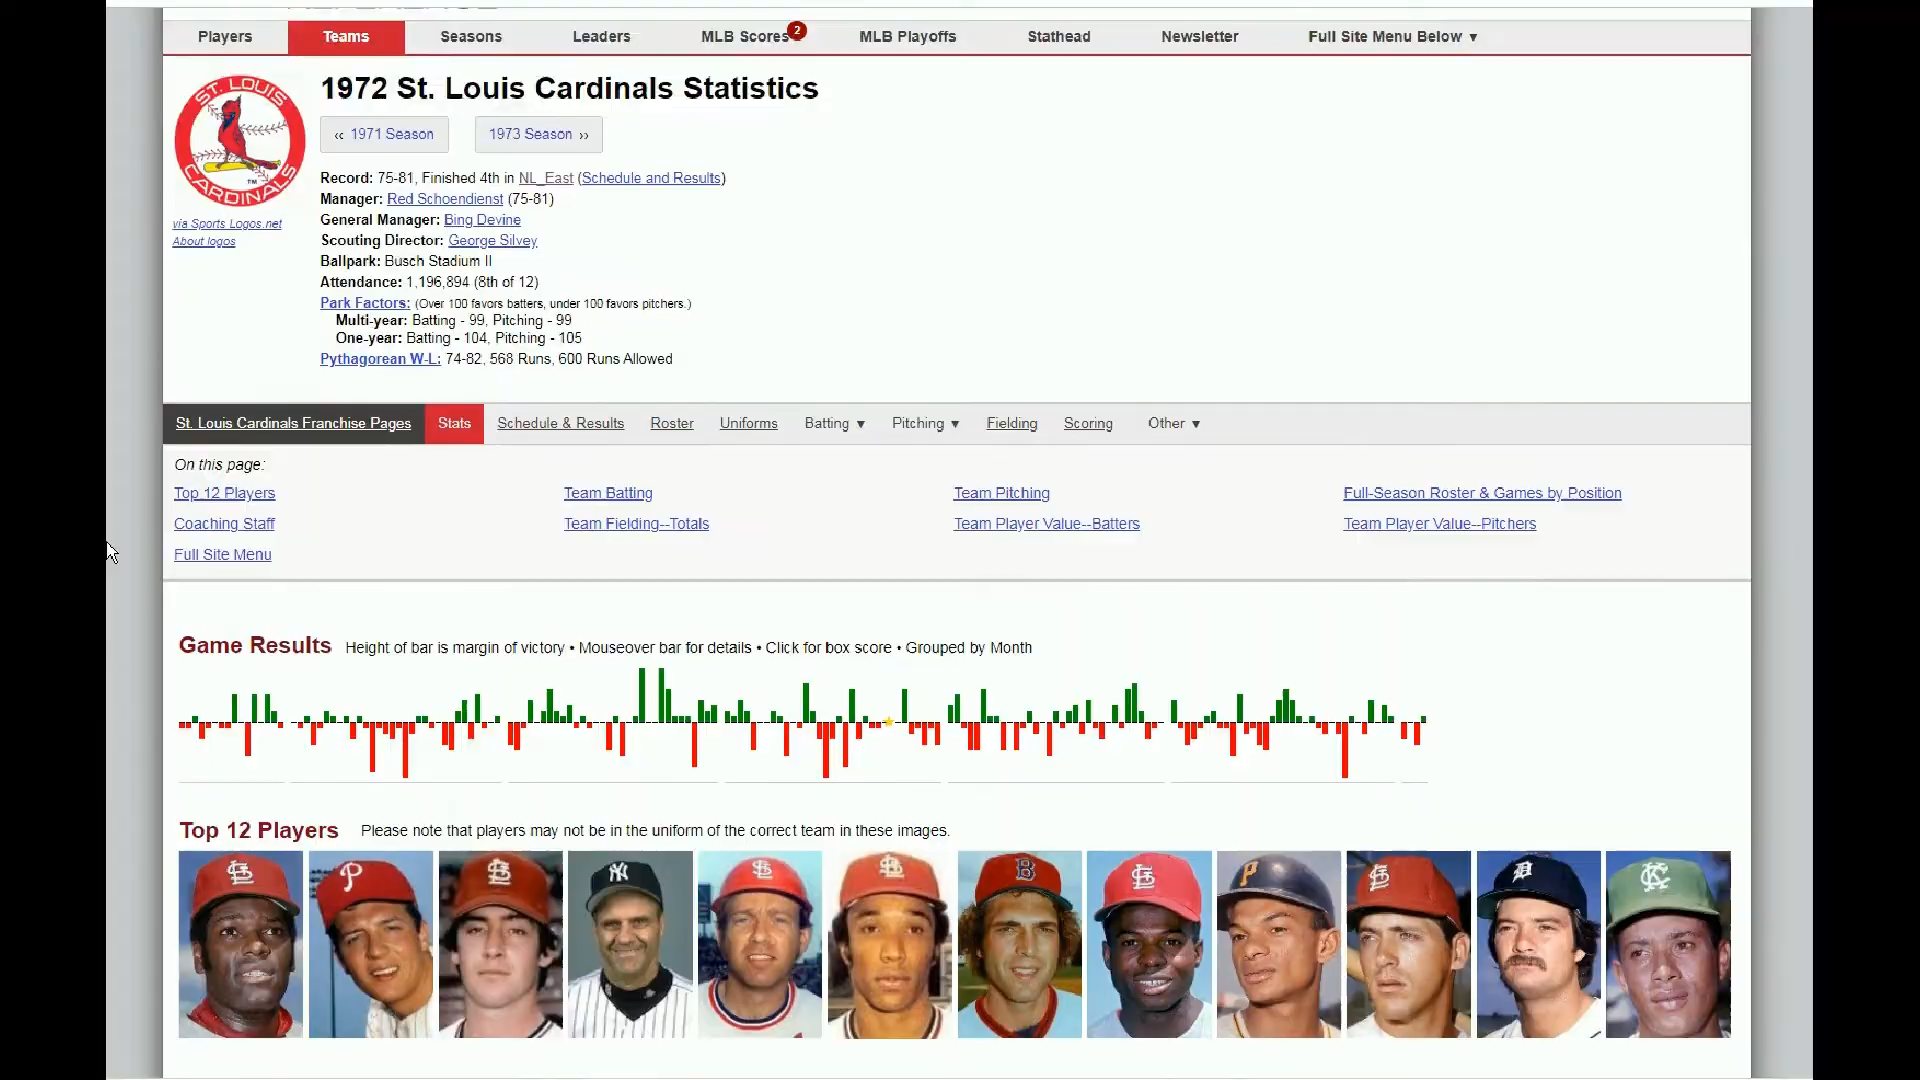 Players Teams Seasons Leaders MLB Scores 2 MLB Playoffs Stathead Newsletter Full Site Menu Below ▼
ST. LOUIS CARDINALS
TM
via Sports Logos.net
About logos
1972 St. Louis Cardinals Statistics
‹‹ 1971 Season 1973 Season ››
Record: 75-81, Finished 4th in NL_East (Schedule and Results)
Manager: Red Schoendienst (75-81)
General Manager: Bing Devine
Scouting Director: George Silvey
Ballpark: Busch Stadium II
Attendance: 1,196,894 (8th of 12)
Park Factors: (Over 100 favors batters, under 100 favors pitchers.)
Multi-year: Batting - 99, Pitching - 99
One-year: Batting - 104, Pitching - 105
Pythagorean W-L: 74-82, 568 Runs, 600 Runs Allowed
St. Louis Cardinals Franchise Pages Stats Schedule & Results Roster Uniforms Batting ▼ Pitching ▼ Fielding Scoring Other ▼
On this page:
Top 12 Players Team Batting Team Pitching Full-Season Roster & Games by Position
Coaching Staff Team Fielding--Totals Team Player Value--Batters Team Player Value--Pitchers
Full Site Menu
Game Results Height of bar is margin of victory • Mouseover bar for details • Click for box score • Grouped by Month
Top 12 Players Please note that players may not be in the uniform of the correct team in these images.